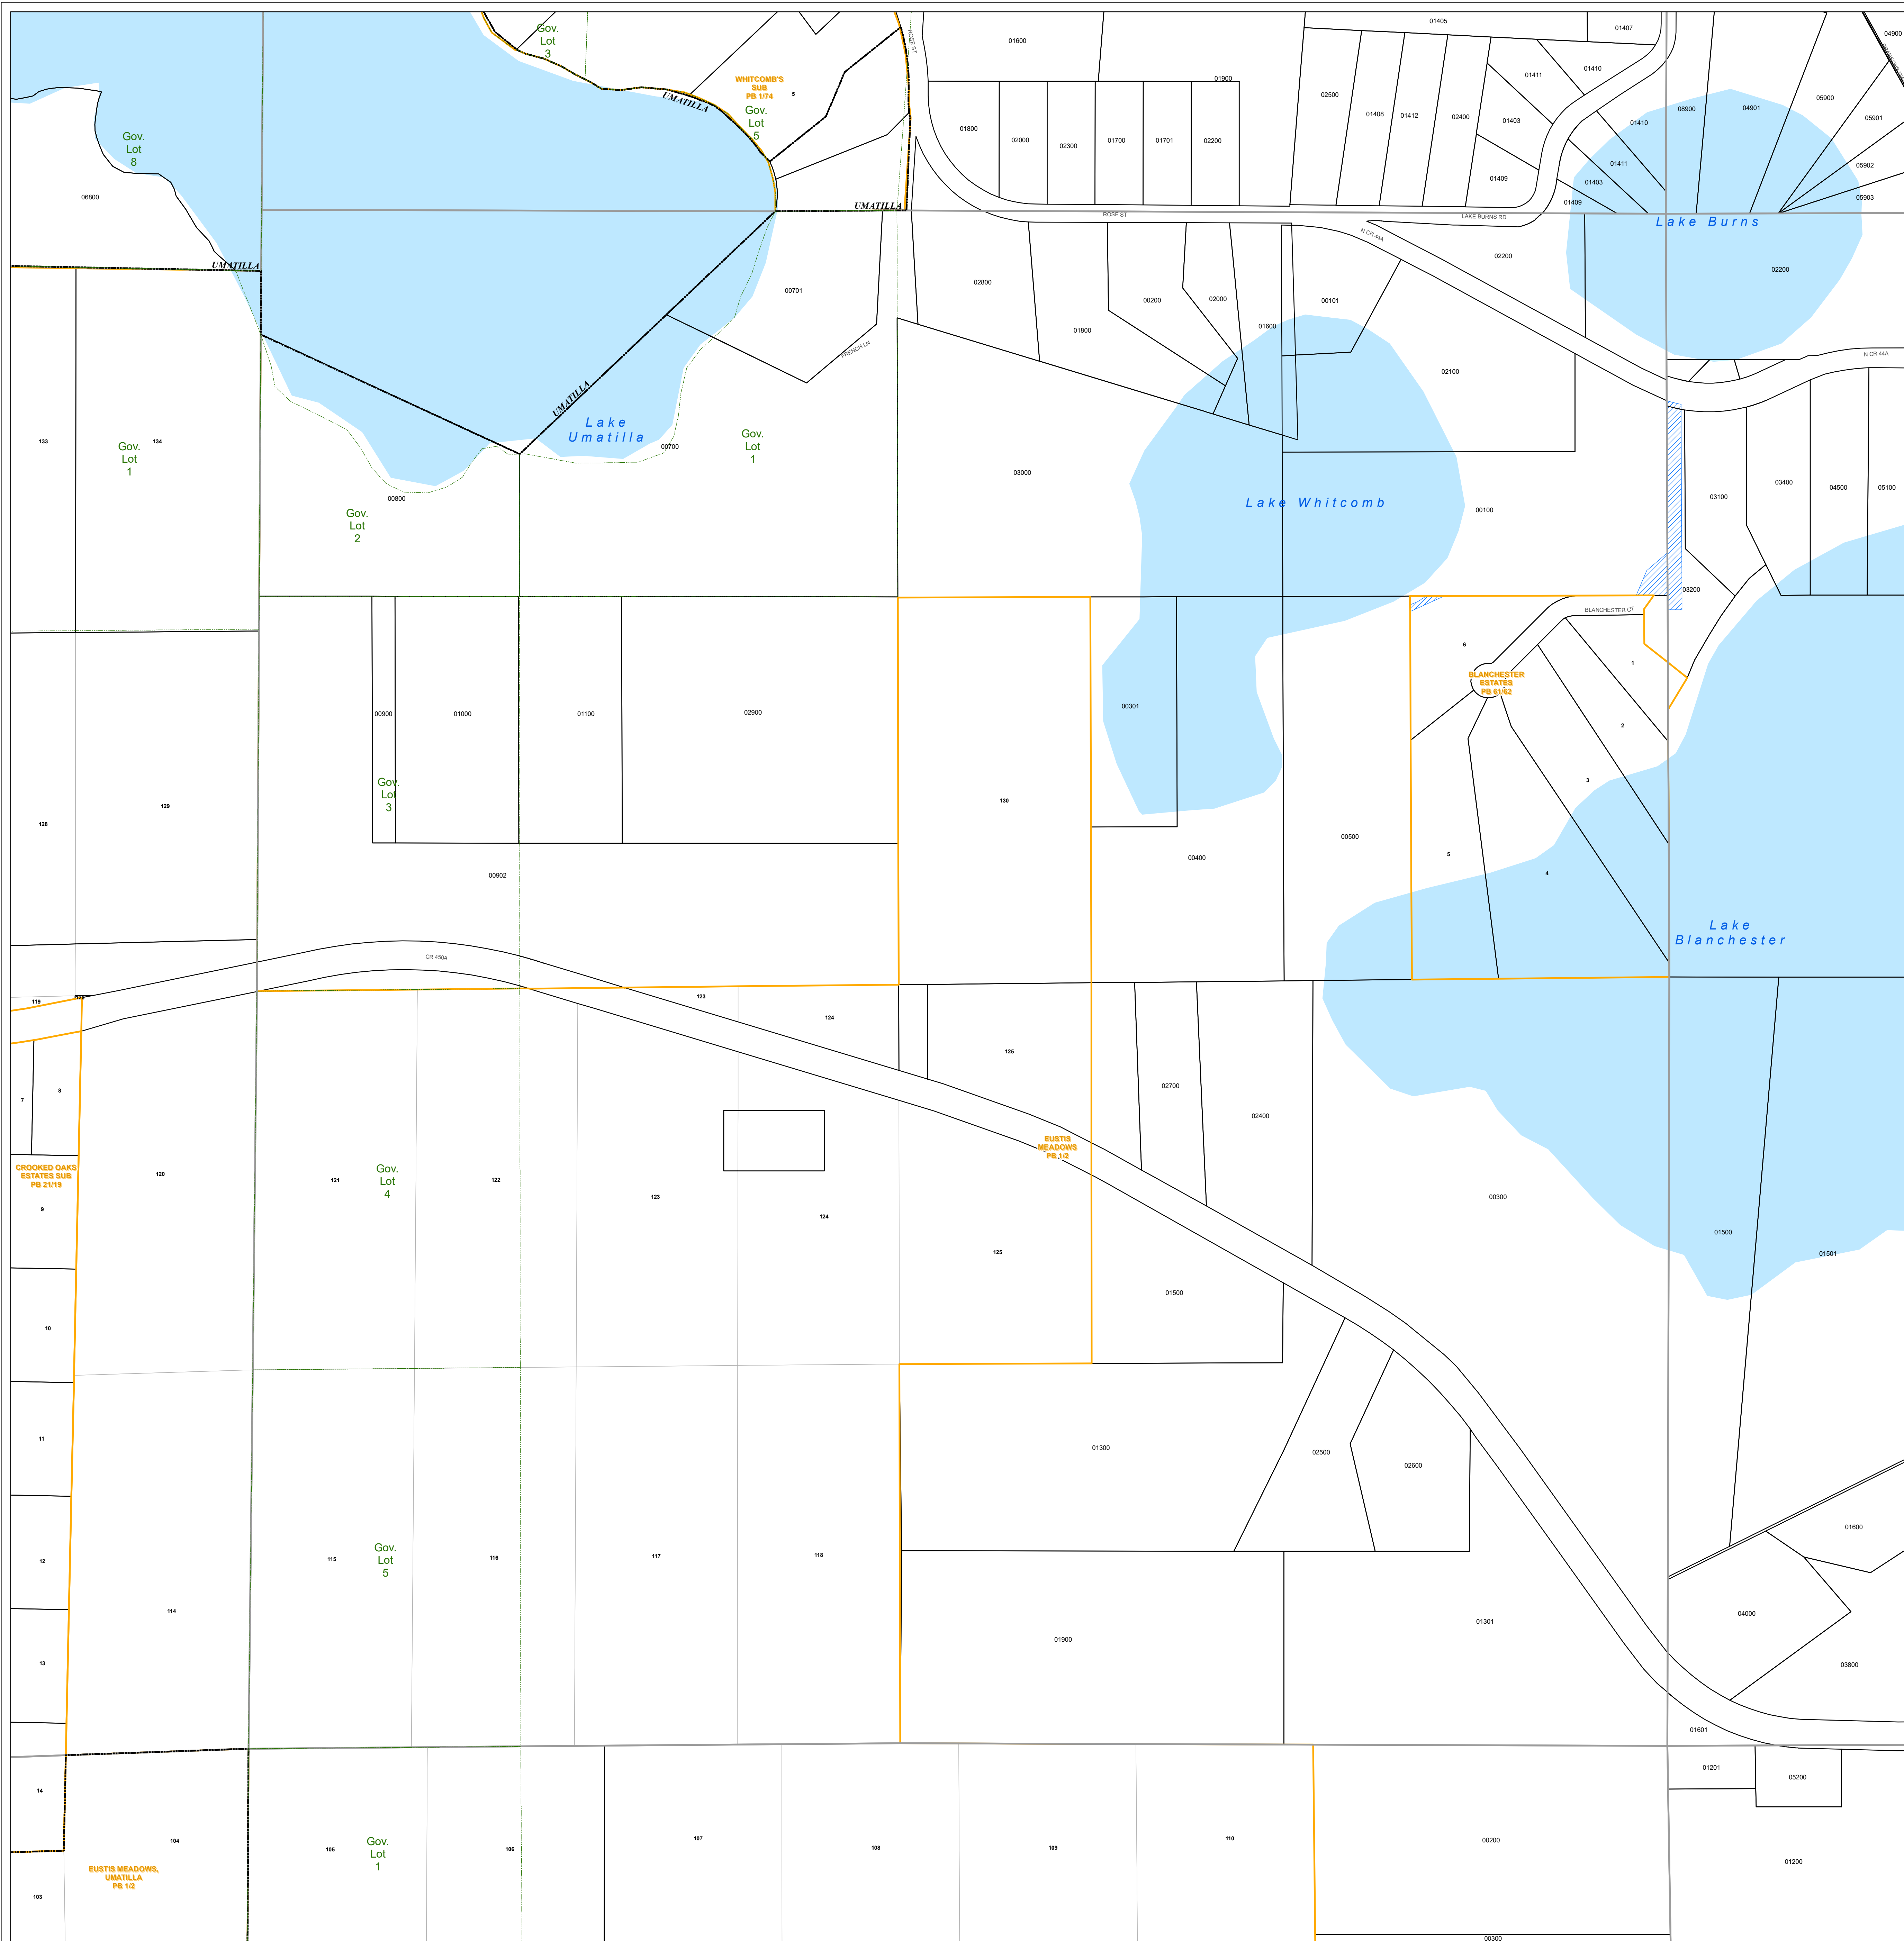 01405
01407
04900
Gov.
Lot
3
ROSE ST
01600
01900
01411
01410
WHITCOMB'S
SUB
PB 1/74
5
UMATILLA
Gov.
Lot
5
02500
01408
01412
02400
01403
01410
08900
04901
05900
05901
Gov.
Lot
8
01800
02000
02300
01700
01701
02200
01411
05902
01409
01403
05903
06800
01409
UMATILLA
ROSE ST
LAKE BURNS RD
Lake Burns
N CR 44A
02200
02200
UMATILLA
00701
02800
00200
02000
00101
01800
01600
FRENCH LN
N CR 44A
02100
UMATILLA
Lake
Umatilla
133
Gov.
Lot
1
134
00700
Gov.
Lot
1
03000
Lake Whitcomb
00100
03100
03400
04500
05100
00800
Gov.
Lot
2
03200
BLANCHESTER CT
6
1
BLANCHESTER
ESTATES
PB 61/62
00900
01000
01100
02900
00301
2
Gov.
Lot
3
3
128
129
130
00500
00400
5
4
00902
Lake
Blanchester
CR 450A
119
123
124
125
7
8
02700
02400
EUSTIS
MEADOWS
PB 1/2
CROOKED OAKS
ESTATES SUB
PB 21/19
120
121
Gov.
Lot
4
122
123
124
00300
9
125
01500
01501
01500
10
11
01300
02500
02600
12
115
Gov.
Lot
5
116
117
118
01600
114
04000
13
01900
01301
03800
01601
01201
05200
14
104
105
Gov.
Lot
1
106
107
108
109
110
00200
01200
EUSTIS MEADOWS,
UMATILLA
PB 1/2
103
00300